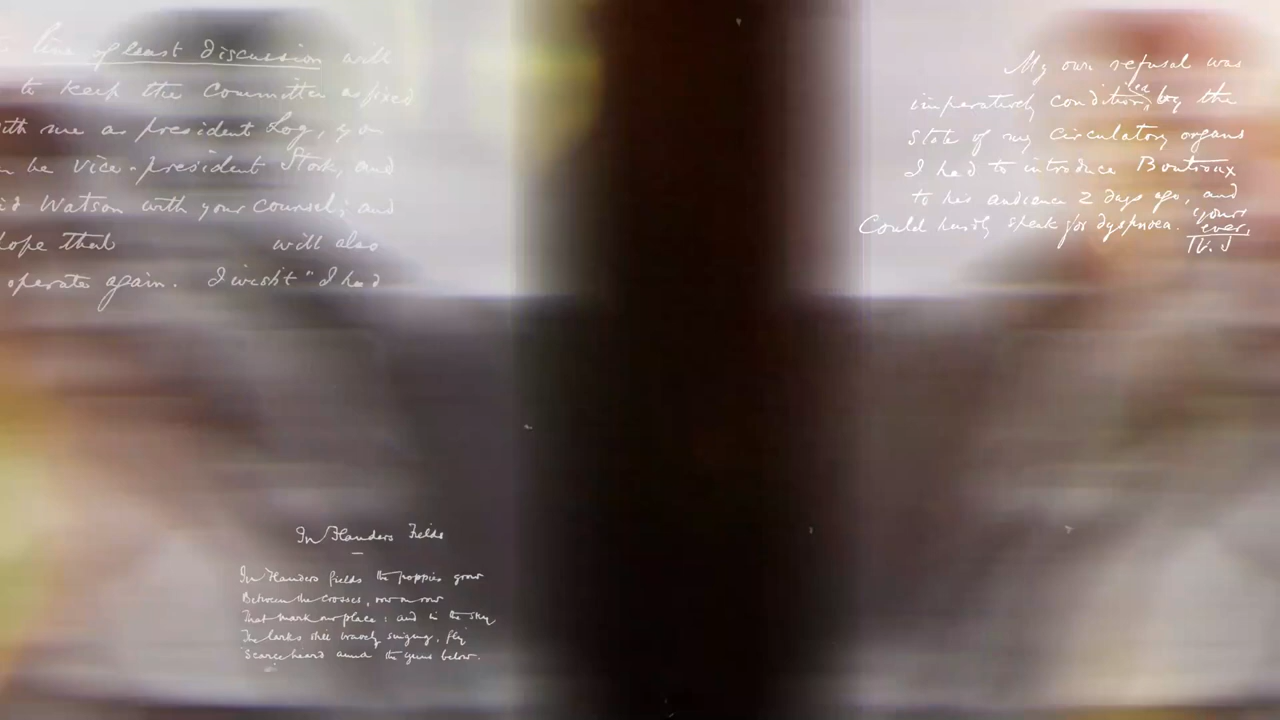 line of least discussion will
to keep the Committee as fixed
with me as president Log, you
be vice-president Stork, and
Watson with your counsel; and
hope that will also
operate again. I wish't "I had
My own refusal was
imperatively conditioned by the
state of my circulatory organs
I had to introduce Boutroux
to his audience 2 days ago, and
Could hardly speak for dyspnoea. yours
ever,
W. J
In Flanders Fields
In Flanders fields the poppies grow
Between the crosses, row on row
That mark our place: and in the sky
The larks still bravely singing, fly
Scarce heard amid the guns below.